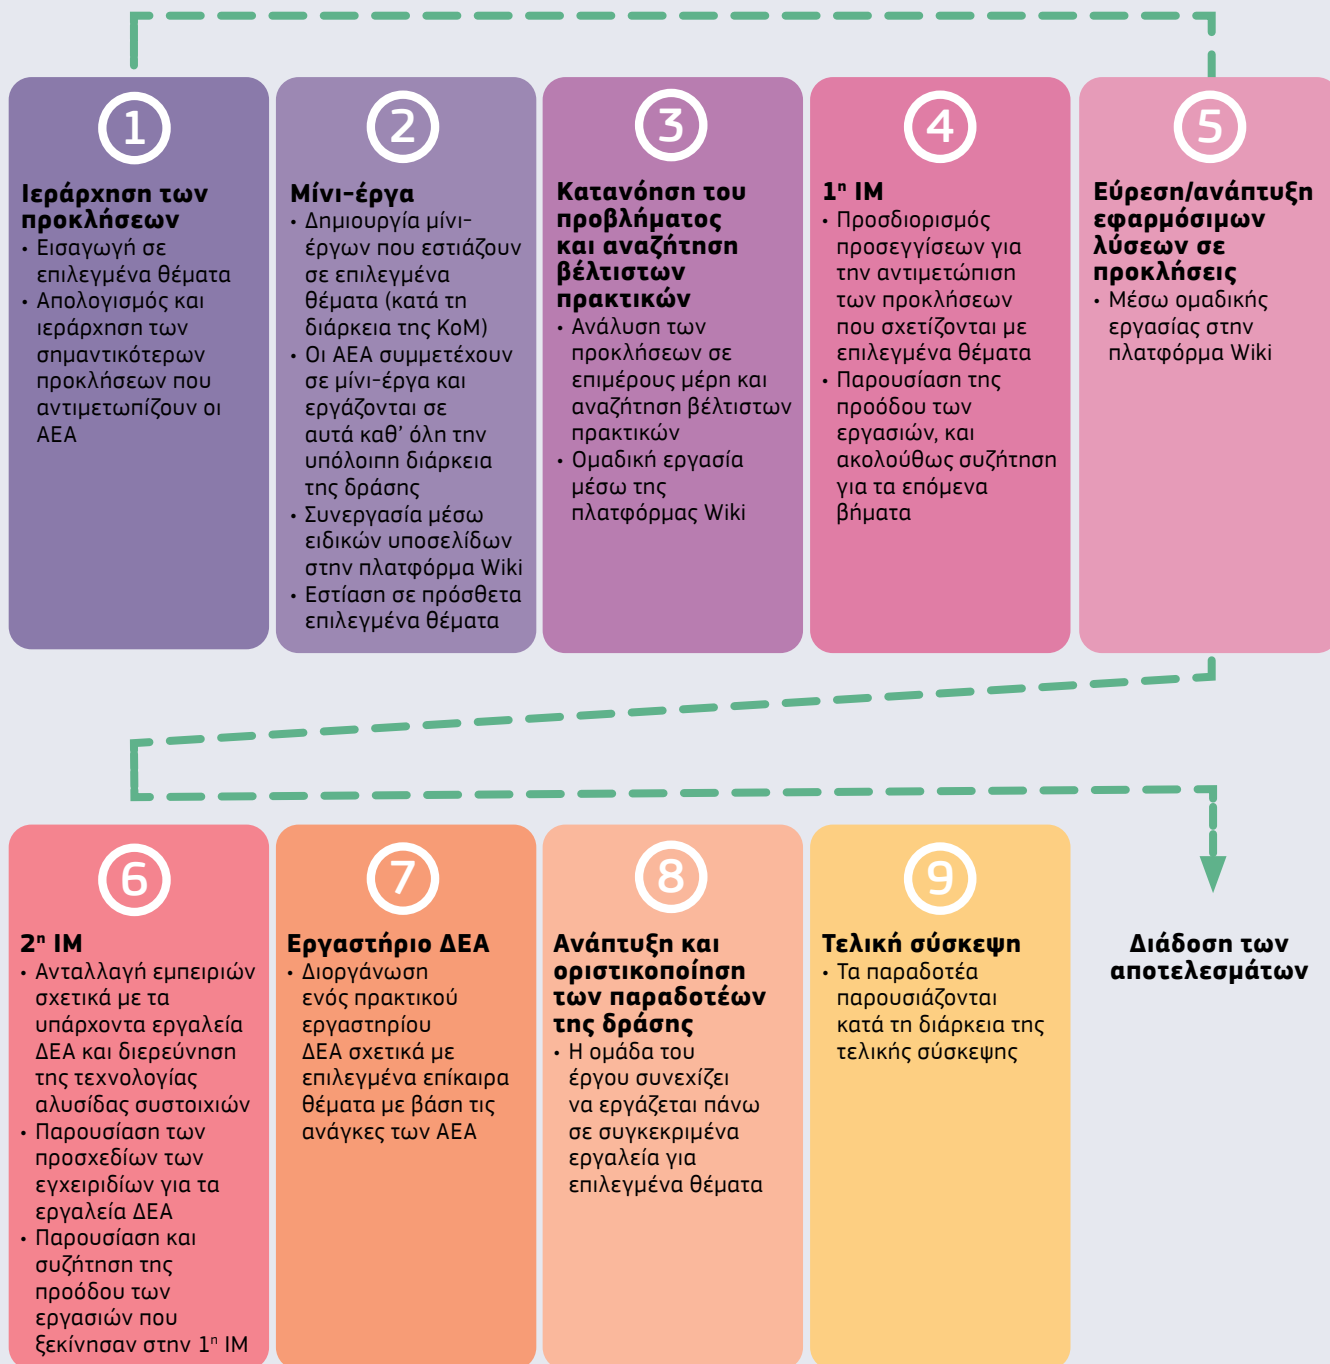 1
Ιεράρχηση των
προκλήσεων
• Εισαγωγή σε
επιλεγμένα θέματα
• Απολογισμός και
ιεράρχηση των
σημαντικότερων
προκλήσεων που
αντιμετωπίζουν οι
ΑΕΑ
2
Μίνι-έργα
• Δημιουργία μίνι-
έργων που εστιάζουν
σε επιλεγμένα
θέματα (κατά τη
διάρκεια της KoM)
• Οι ΑΕΑ συμμετέχουν
σε μίνι-έργα και
εργάζονται σε
αυτά καθ’ όλη την
υπόλοιπη διάρκεια
της δράσης
• Συνεργασία μέσω
ειδικών υποσελίδων
στην πλατφόρμα Wiki
• Εστίαση σε πρόσθετα
επιλεγμένα θέματα
3
Κατανόηση του
προβλήματος
και αναζήτηση
βέλτιστων
πρακτικών
• Ανάλυση των
προκλήσεων σε
επιμέρους μέρη και
αναζήτηση βέλτιστων
πρακτικών
• Ομαδική εργασία
μέσω της
πλατφόρμας Wiki
4
1η IM
• Προσδιορισμός
προσεγγίσεων για
την αντιμετώπιση
των προκλήσεων
που σχετίζονται με
επιλεγμένα θέματα
• Παρουσίαση της
προόδου των
εργασιών, και
ακολούθως συζήτηση
για τα επόμενα
βήματα
5
Εύρεση/ανάπτυξη
εφαρμόσιμων
λύσεων σε
προκλήσεις
• Μέσω ομαδικής
εργασίας στην
πλατφόρμα Wiki
6
2η IM
• Ανταλλαγή εμπειριών
σχετικά με τα
υπάρχοντα εργαλεία
ΔΕΑ και διερεύνηση
της τεχνολογίας
αλυσίδας συστοιχιών
• Παρουσίαση των
προσχεδίων των
εγχειριδίων για τα
εργαλεία ΔΕΑ
• Παρουσίαση και
συζήτηση της
προόδου των
εργασιών που
ξεκίνησαν στην 1η IM
7
Εργαστήριο ΔΕΑ
• Διοργάνωση
ενός πρακτικού
εργαστηρίου
ΔΕΑ σχετικά με
επιλεγμένα επίκαιρα
θέματα με βάση τις
ανάγκες των ΑΕΑ
8
Ανάπτυξη και
οριστικοποίηση
των παραδοτέων
της δράσης
• Η ομάδα του
έργου συνεχίζει
να εργάζεται πάνω
σε συγκεκριμένα
εργαλεία για
επιλεγμένα θέματα
9
Τελική σύσκεψη
• Τα παραδοτέα
παρουσιάζονται
κατά τη διάρκεια της
τελικής σύσκεψης
Διάδοση των
αποτελεσμάτων